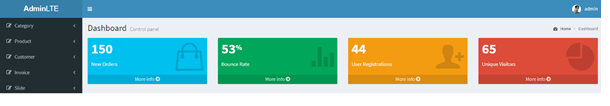 AdminLTE
admin
Category
Product
Customer
Invoice
Slide
Dashboard Control panel
Home > Dashboard
150
New Orders
More info
53%
Bounce Rate
More info
44
User Registrations
More info
65
Unique Visitors
More info